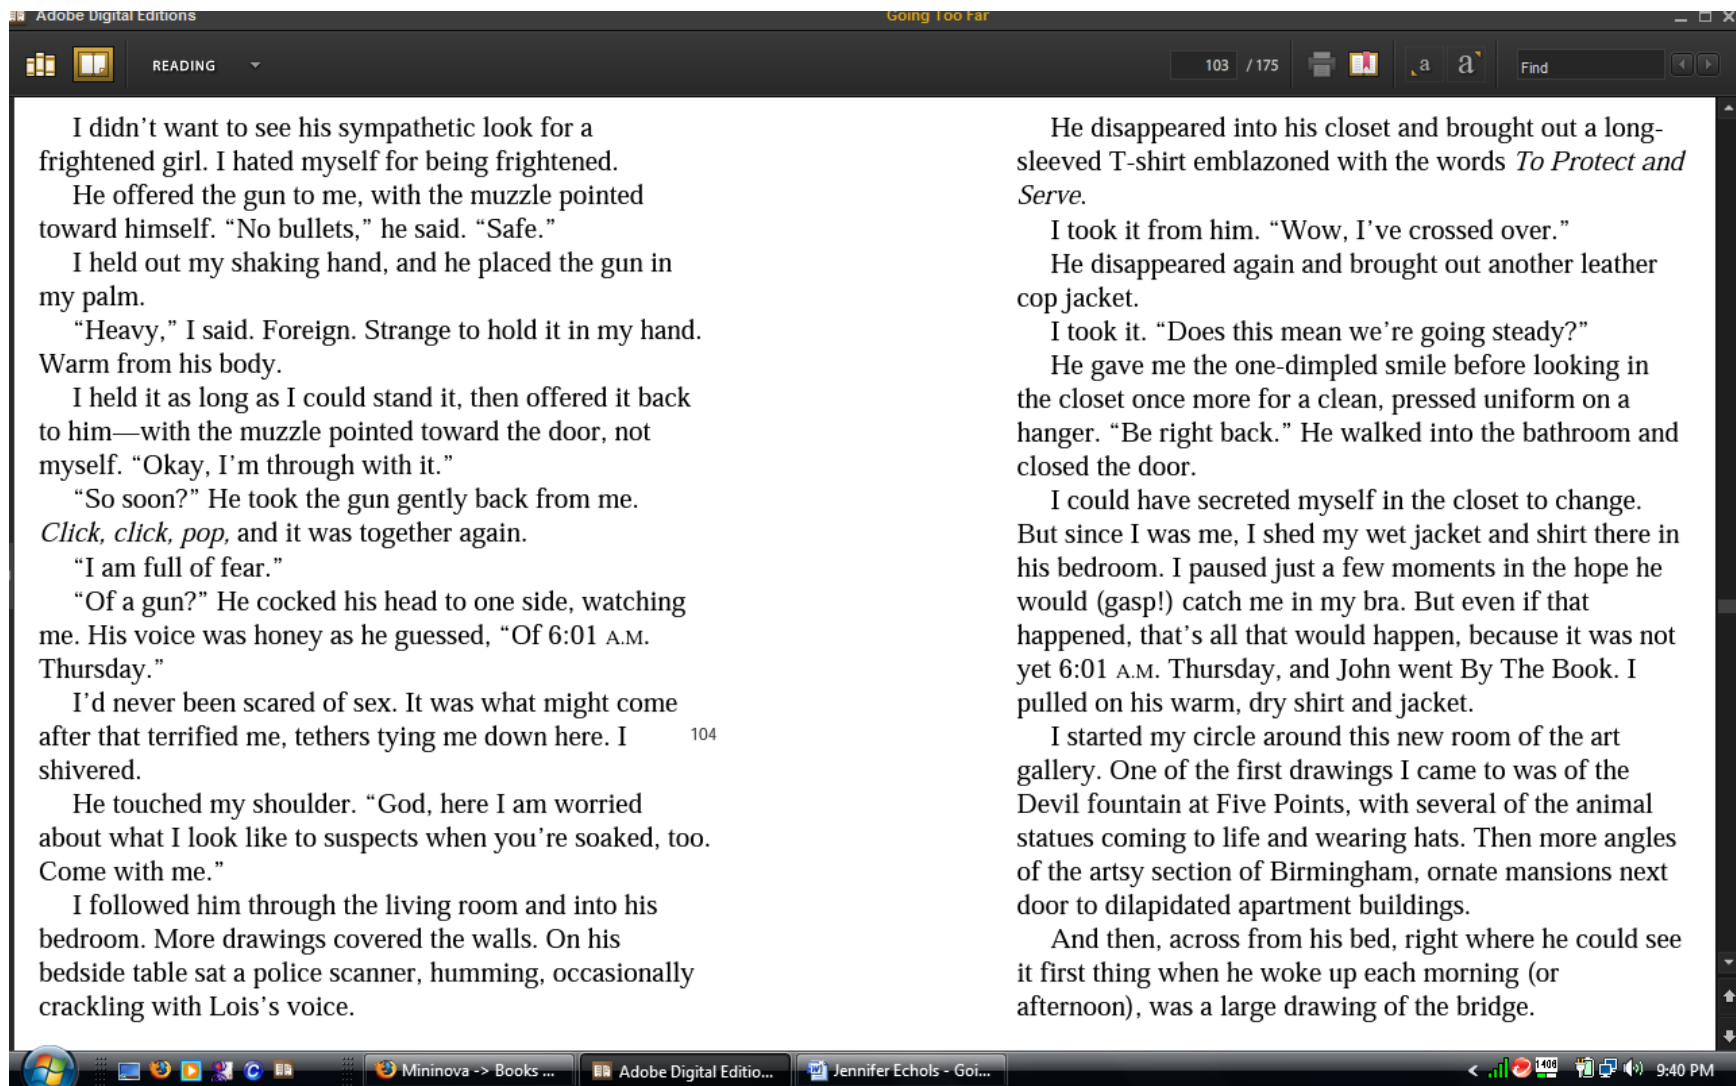 Adobe Digital Editions
Going Too Far
READING
103 / 175
a
a
Find
I didn’t want to see his sympathetic look for a
frightened girl. I hated myself for being frightened.
He offered the gun to me, with the muzzle pointed
toward himself. “No bullets,” he said. “Safe.”
I held out my shaking hand, and he placed the gun in
my palm.
“Heavy,” I said. Foreign. Strange to hold it in my hand.
Warm from his body.
I held it as long as I could stand it, then offered it back
to him—with the muzzle pointed toward the door, not
myself. “Okay, I’m through with it.”
“So soon?” He took the gun gently back from me.
Click, click, pop, and it was together again.
“I am full of fear.”
“Of a gun?” He cocked his head to one side, watching
me. His voice was honey as he guessed, “Of 6:01 A.M.
Thursday.”
I’d never been scared of sex. It was what might come
after that terrified me, tethers tying me down here. I
104
shivered.
He touched my shoulder. “God, here I am worried
about what I look like to suspects when you’re soaked, too.
Come with me.”
I followed him through the living room and into his
bedroom. More drawings covered the walls. On his
bedside table sat a police scanner, humming, occasionally
crackling with Lois’s voice.
He disappeared into his closet and brought out a long-
sleeved T-shirt emblazoned with the words To Protect and
Serve.
I took it from him. “Wow, I’ve crossed over.”
He disappeared again and brought out another leather
cop jacket.
I took it. “Does this mean we’re going steady?”
He gave me the one-dimpled smile before looking in
the closet once more for a clean, pressed uniform on a
hanger. “Be right back.” He walked into the bathroom and
closed the door.
I could have secreted myself in the closet to change.
But since I was me, I shed my wet jacket and shirt there in
his bedroom. I paused just a few moments in the hope he
would (gasp!) catch me in my bra. But even if that
happened, that’s all that would happen, because it was not
yet 6:01 A.M. Thursday, and John went By The Book. I
pulled on his warm, dry shirt and jacket.
I started my circle around this new room of the art
gallery. One of the first drawings I came to was of the
Devil fountain at Five Points, with several of the animal
statues coming to life and wearing hats. Then more angles
of the artsy section of Birmingham, ornate mansions next
door to dilapidated apartment buildings.
And then, across from his bed, right where he could see
it first thing when he woke up each morning (or
afternoon), was a large drawing of the bridge.
Mininova -> Books ...
Adobe Digital Editio...
Jennifer Echols - Goi...
1406
9:40 PM